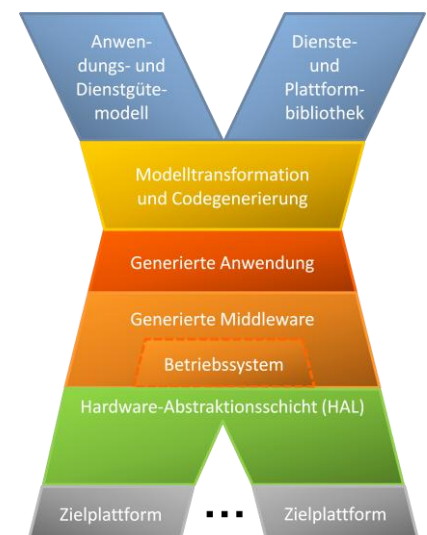 Anwen-
dungs- und
Dienstgüte-
modell
Dienste-
und
Plattform-
bibliothek
Modelltransformation
und Codegenerierung
Generierte Anwendung
Generierte Middleware
Betriebssystem
Hardware-Abstraktionsschicht (HAL)
Zielplattform ... Zielplattform